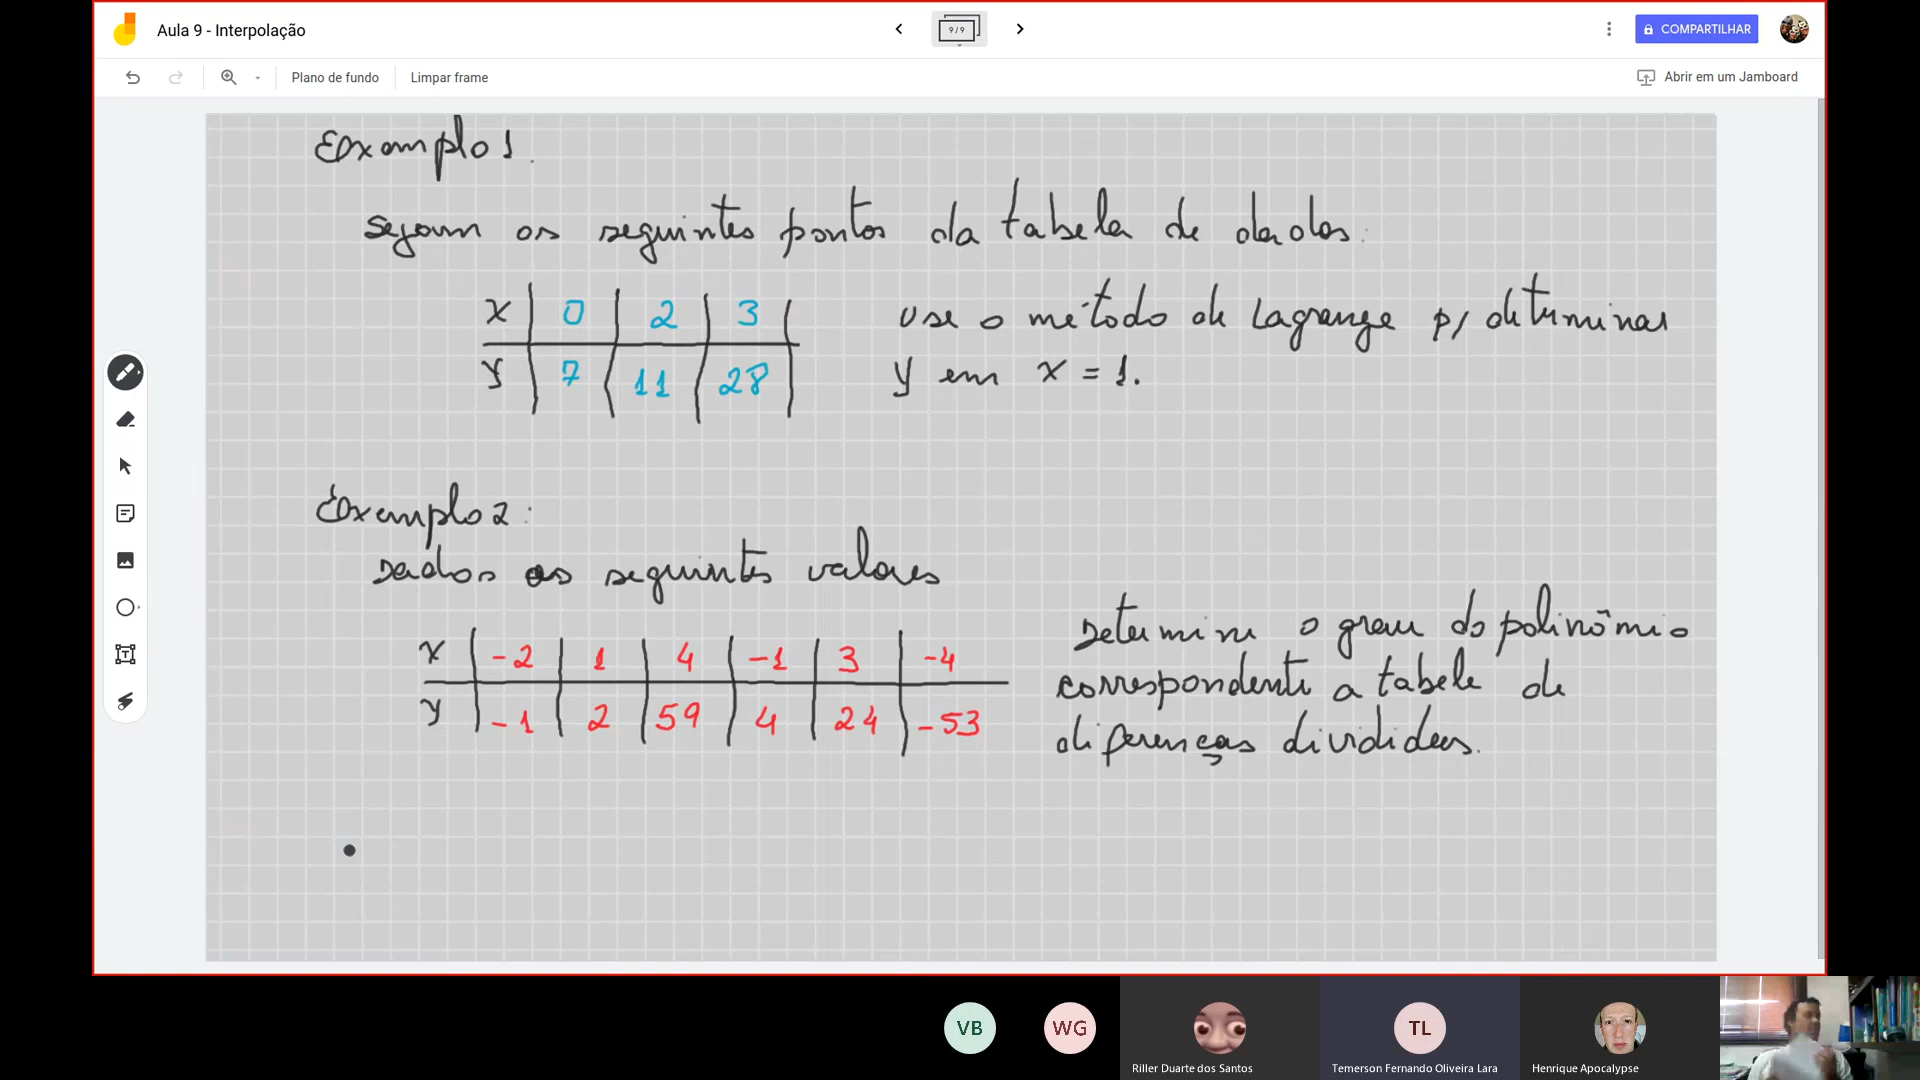 Aula 9 - Interpolação
9 / 9
COMPARTILHAR
Plano de fundo
Limpar frame
Abrir em um Jamboard
Exemplo 1.
Sejam os seguintes pontos da tabela de dados:
x | 0 | 2 | 3 |
y | 7 | 11 | 28 |
Use o método de Lagrange p/ determinar
y em x = 1.
Exemplo 2:
Dados os seguintes valores
x | -2 | 1 | 4 | -1 | 3 | -4
y | -1 | 2 | 59 | 4 | 24 | -53
Determine o grau do polinômio
correspondente a tabela de
diferenças divididas.
VB
WG
TL
Riller Duarte dos Santos
Temerson Fernando Oliveira Lara
Henrique Apocalypse